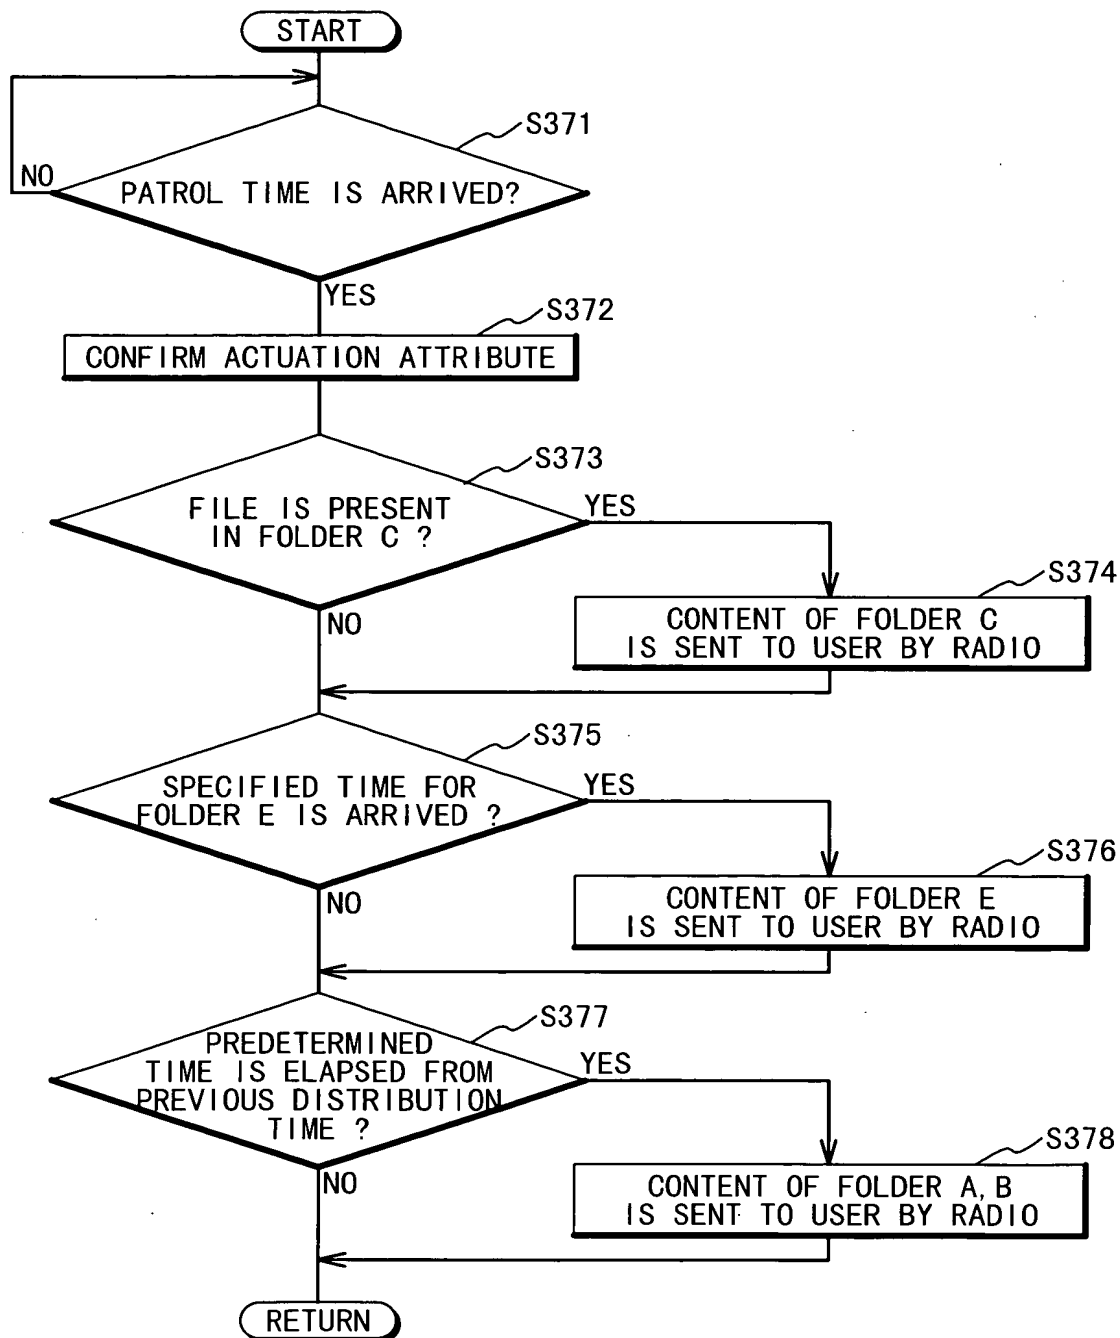 START
S371
NO
PATROL TIME IS ARRIVED?
YES
S372
CONFIRM ACTUATION ATTRIBUTE
S373
FILE IS PRESENT
IN FOLDER C ?
YES
NO
S374
CONTENT OF FOLDER C
IS SENT TO USER BY RADIO
S375
SPECIFIED TIME FOR
FOLDER E IS ARRIVED ?
YES
NO
S376
CONTENT OF FOLDER E
IS SENT TO USER BY RADIO
S377
PREDETERMINED
TIME IS ELAPSED FROM
PREVIOUS DISTRIBUTION
TIME ?
YES
NO
S378
CONTENT OF FOLDER A,B
IS SENT TO USER BY RADIO
RETURN